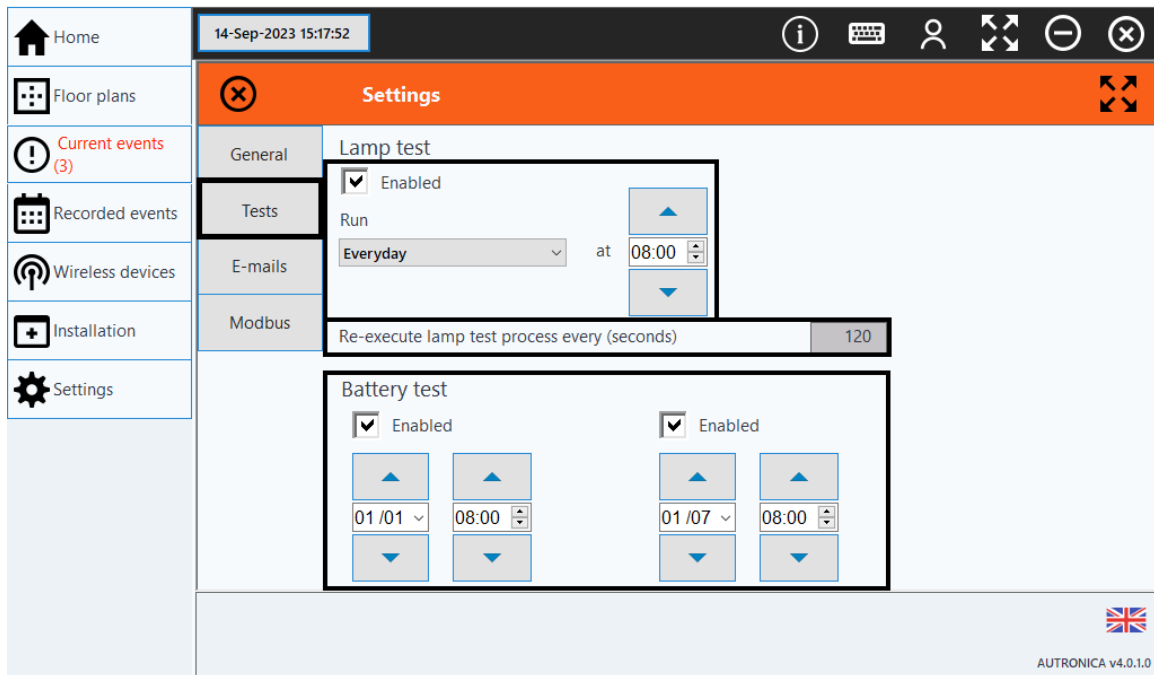 Home
14-Sep-2023 15:17:52
Floor plans
Settings
Current events
(3)
General
Lamp test
Enabled
Recorded events
Tests
Run
Everyday
at
08:00
Wireless devices
E-mails
Installation
Modbus
Re-execute lamp test process every (seconds)
120
Settings
Battery test
Enabled
Enabled
01 /01
08:00
01 /07
08:00
AUTRONICA v4.0.1.0